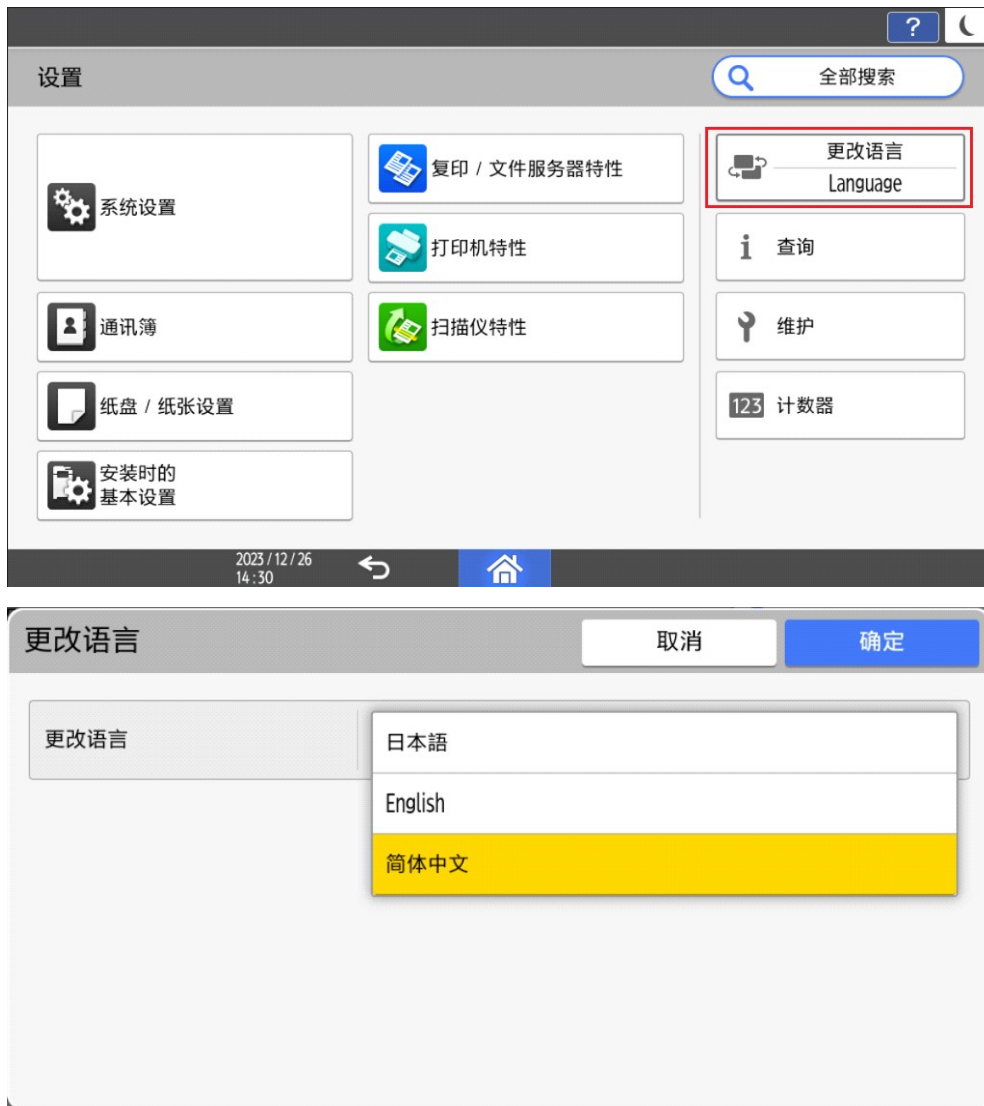 ?
设置
全部搜索
系统设置
复印 / 文件服务器特性
更改语言
Language
打印机特性
i 查询
通讯簿
扫描仪特性
维护
纸盘 / 纸张设置
123 计数器
安装时的
基本设置
2023/12/26
14:30
更改语言
取消
确定
更改语言
日本語
English
简体中文